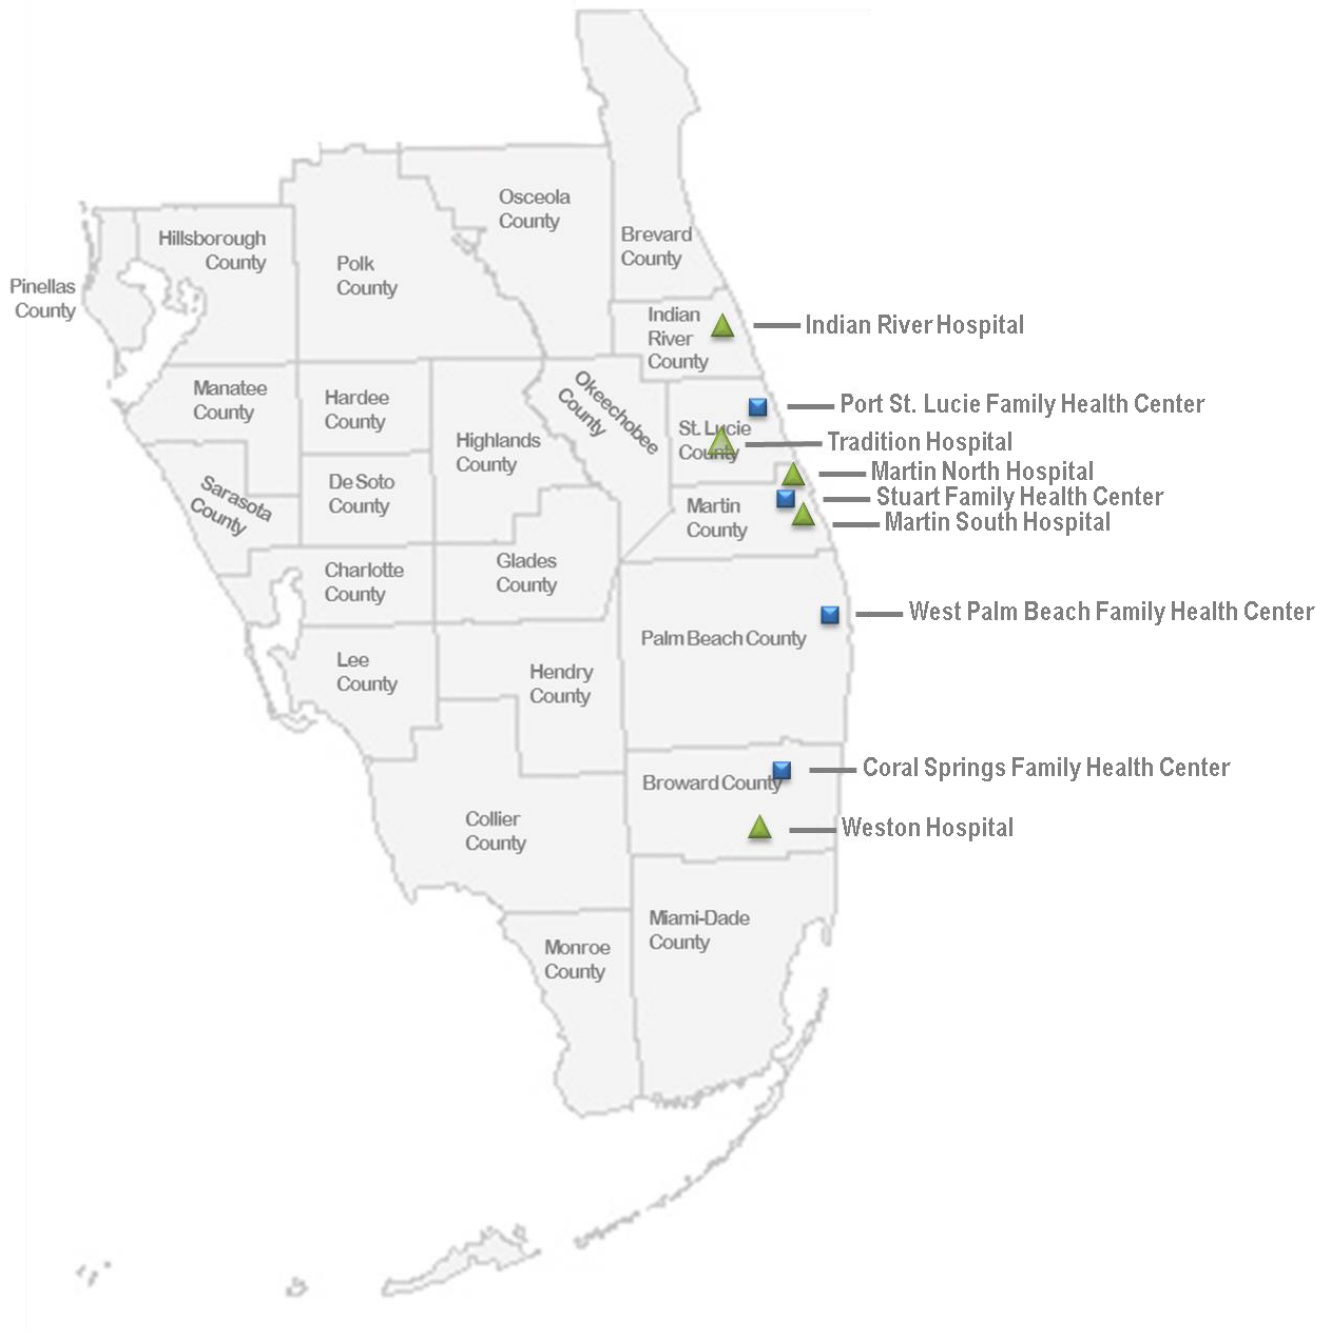 Osceola
County
Brevard
County
Hillsborough
County
Polk
County
Pinellas
County
Indian
River
County
Indian River Hospital
Manatee
County
Hardee
County
Okeechobee
County
Port St. Lucie Family Health Center
St. Lucie
County
Tradition Hospital
Highlands
County
Martin North Hospital
Sarasota
County
De Soto
County
Stuart Family Health Center
Martin
County
Martin South Hospital
Charlotte
County
Glades
County
West Palm Beach Family Health Center
Palm Beach County
Lee
County
Hendry
County
Coral Springs Family Health Center
Broward County
Collier
County
Weston Hospital
Miami-Dade
County
Monroe
County